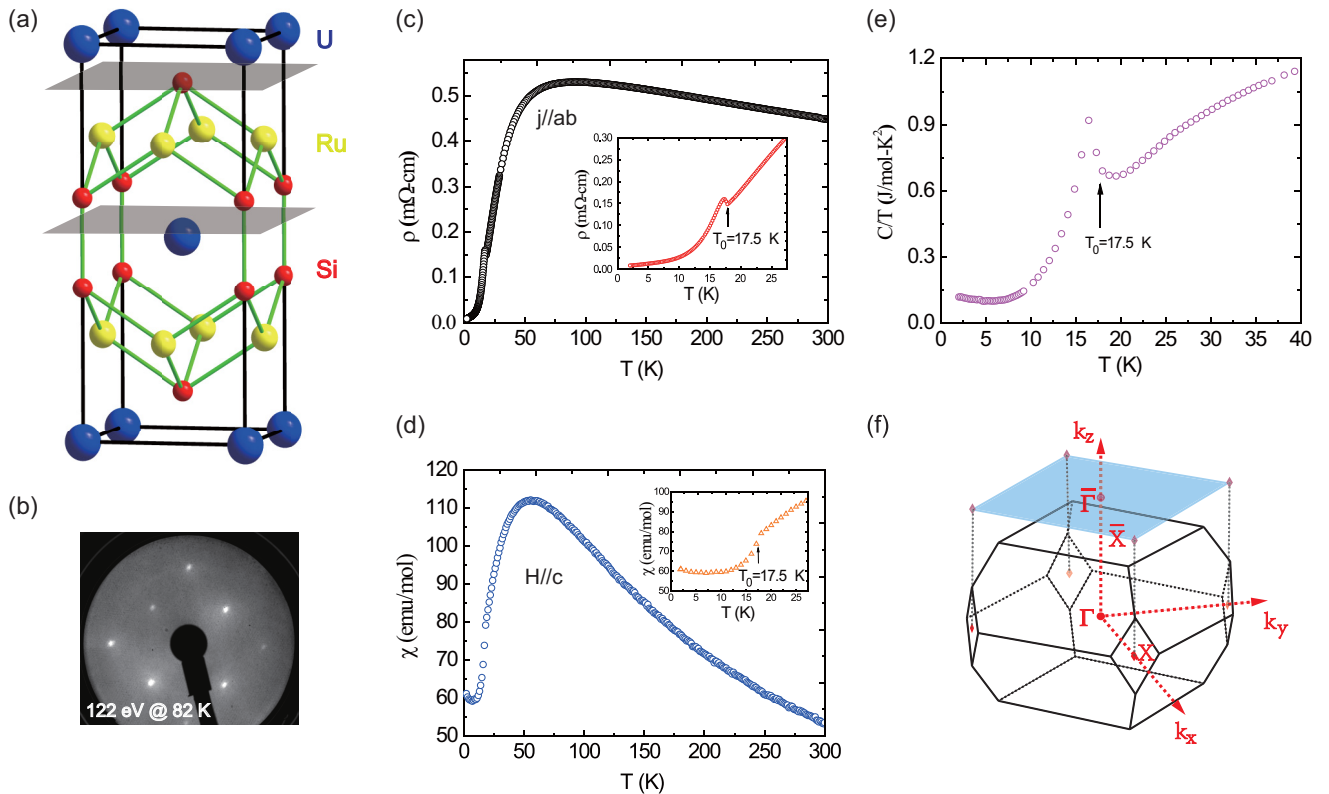 (a)
U
Ru
Si
(b)
122 eV @ 82 K
(c)
ρ (mΩ-cm)
0.5
0.4
0.3
0.2
0.1
0.0
j//ab
0 50 100 150 200 250 300
T (K)
ρ (mΩ-cm)
0.30
0.25
0.20
0.15
0.10
0.05
0.00
T₀=17.5 K
0 5 10 15 20 25
T (K)
(d)
χ (emu/mol)
120
110
100
90
80
70
60
50
H//c
0 50 100 150 200 250 300
T (K)
χ (emu/mol)
100
90
80
70
60
50
T₀=17.5 K
0 5 10 15 20 25
T (K)
(e)
C/T (J/mol-K²)
1.2
0.9
0.6
0.3
0.0
T₀=17.5 K
0 5 10 15 20 25 30 35 40
T (K)
(f)
k_z
Γ̄
X̄
Γ
k_y
X
k_x